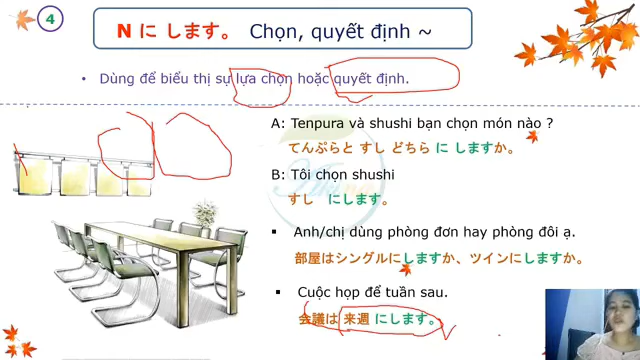 4
N に します。 Chọn, quyết định ~
• Dùng để biểu thị sự lựa chọn hoặc quyết định.
A: Tenpura và shushi bạn chọn món nào ?
てんぷらと すし どちら に しますか。
B: Tôi chọn shushi
すし にします。
▪ Anh/chị dùng phòng đơn hay phòng đôi ạ.
部屋はシングルにしますか、ツインにしますか。
▪ Cuộc họp để tuần sau.
会議は 来週 にします。